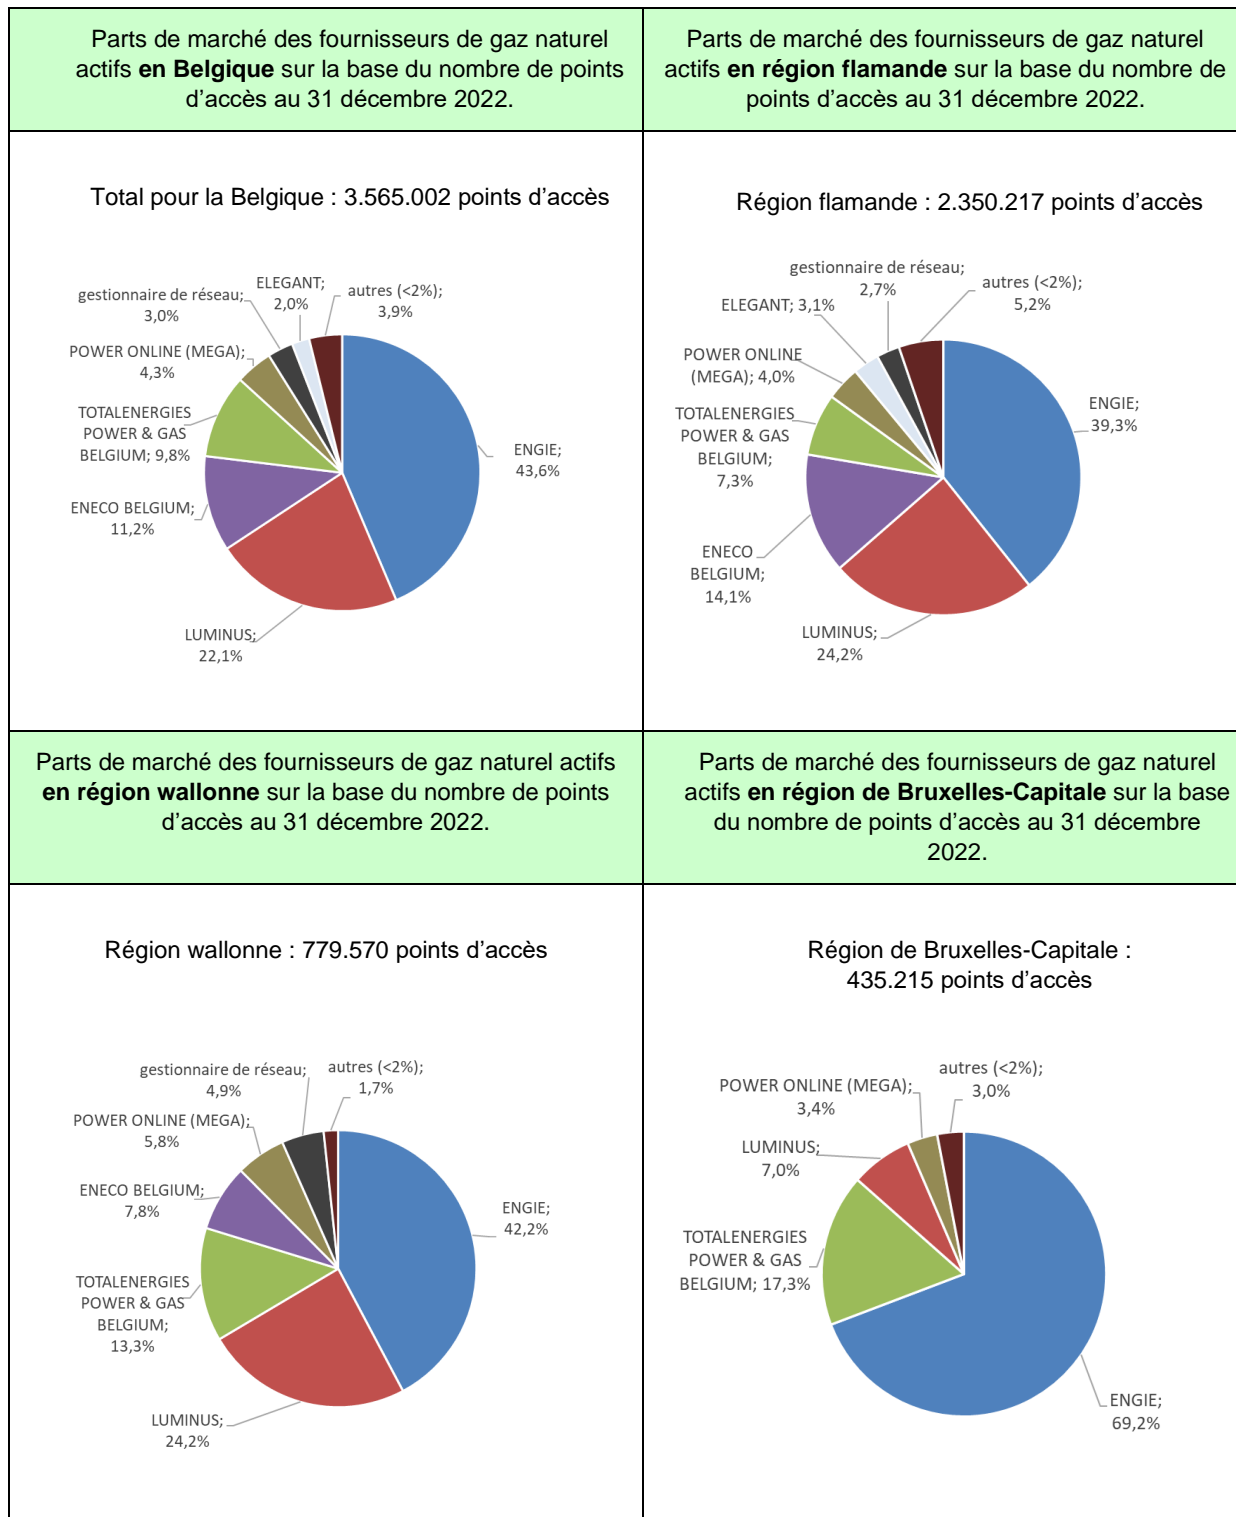 Parts de marché des fournisseurs de gaz naturel
actifs en Belgique sur la base du nombre de points
d'accès au 31 décembre 2022.
Parts de marché des fournisseurs de gaz naturel
actifs en région flamande sur la base du nombre de
points d'accès au 31 décembre 2022.
Total pour la Belgique : 3.565.002 points d'accès
gestionnaire de réseau;
3,0%
ELEGANT;
2,0%
autres (<2%);
3,9%
POWER ONLINE (MEGA);
4,3%
TOTALENERGIES
POWER & GAS
BELGIUM; 9,8%
ENGIE;
43,6%
ENECO BELGIUM;
11,2%
LUMINUS;
22,1%
Région flamande : 2.350.217 points d'accès
gestionnaire de réseau;
2,7%
autres (<2%);
5,2%
ELEGANT; 3,1%
POWER ONLINE
(MEGA); 4,0%
TOTALENERGIES
POWER & GAS
BELGIUM;
7,3%
ENGIE;
39,3%
ENECO
BELGIUM;
14,1%
LUMINUS;
24,2%
Parts de marché des fournisseurs de gaz naturel actifs
en région wallonne sur la base du nombre de points
d'accès au 31 décembre 2022.
Parts de marché des fournisseurs de gaz naturel
actifs en région de Bruxelles-Capitale sur la base
du nombre de points d'accès au 31 décembre
2022.
Région wallonne : 779.570 points d'accès
gestionnaire de réseau;
4,9%
autres (<2%);
1,7%
POWER ONLINE (MEGA);
5,8%
ENECO BELGIUM;
7,8%
ENGIE;
42,2%
TOTALENERGIES
POWER & GAS
BELGIUM;
13,3%
LUMINUS;
24,2%
Région de Bruxelles-Capitale :
435.215 points d'accès
POWER ONLINE (MEGA);
3,4%
autres (<2%);
3,0%
LUMINUS;
7,0%
TOTALENERGIES
POWER & GAS
BELGIUM; 17,3%
ENGIE;
69,2%